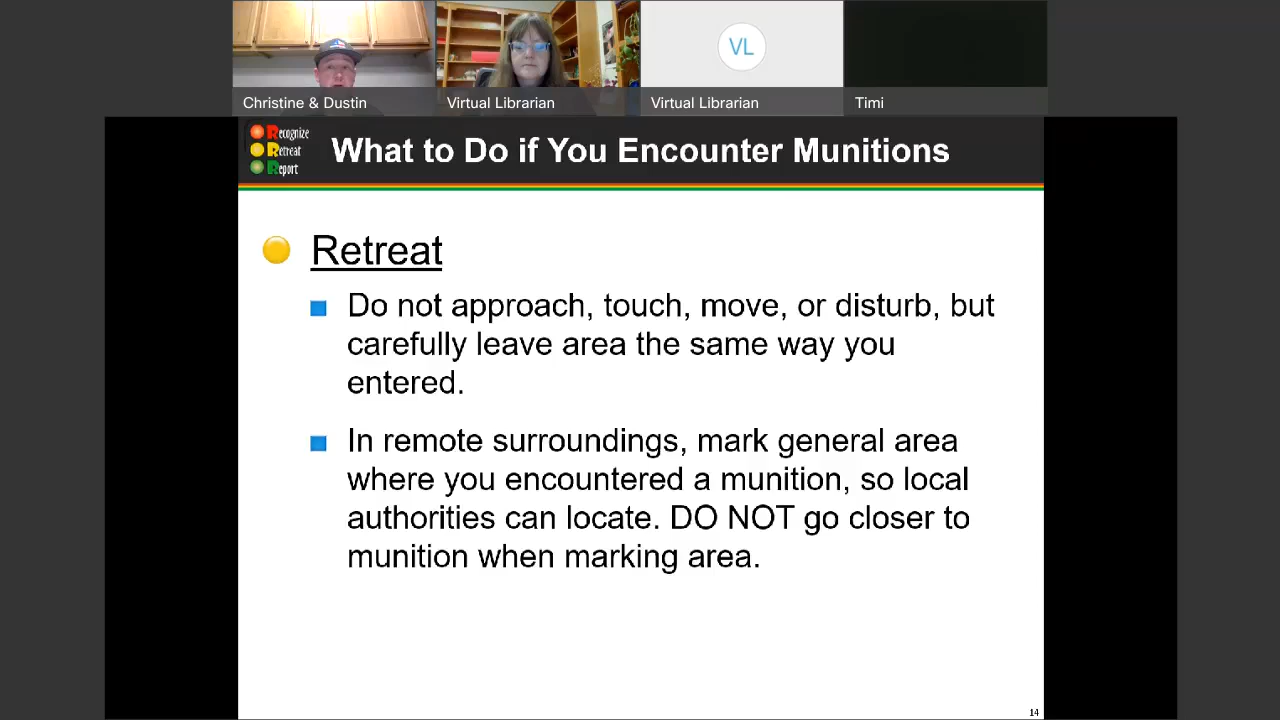 VL
Christine & Dustin
Virtual Librarian
Virtual Librarian
Timi
Recognize
Retreat
Report
What to Do if You Encounter Munitions
Retreat
Do not approach, touch, move, or disturb, but
carefully leave area the same way you
entered.
In remote surroundings, mark general area
where you encountered a munition, so local
authorities can locate. DO NOT go closer to
munition when marking area.
14